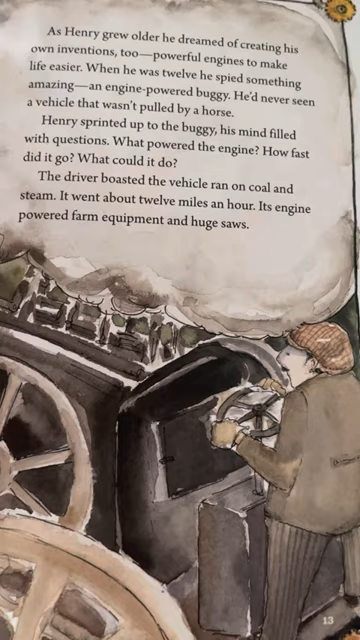 As Henry grew older he dreamed of creating his
own inventions, too—powerful engines to make
life easier. When he was twelve he spied something
amazing—an engine-powered buggy. He'd never seen
a vehicle that wasn't pulled by a horse.
Henry sprinted up to the buggy, his mind filled
with questions. What powered the engine? How fast
did it go? What could it do?
The driver boasted the vehicle ran on coal and
steam. It went about twelve miles an hour. Its engine
powered farm equipment and huge saws.
13